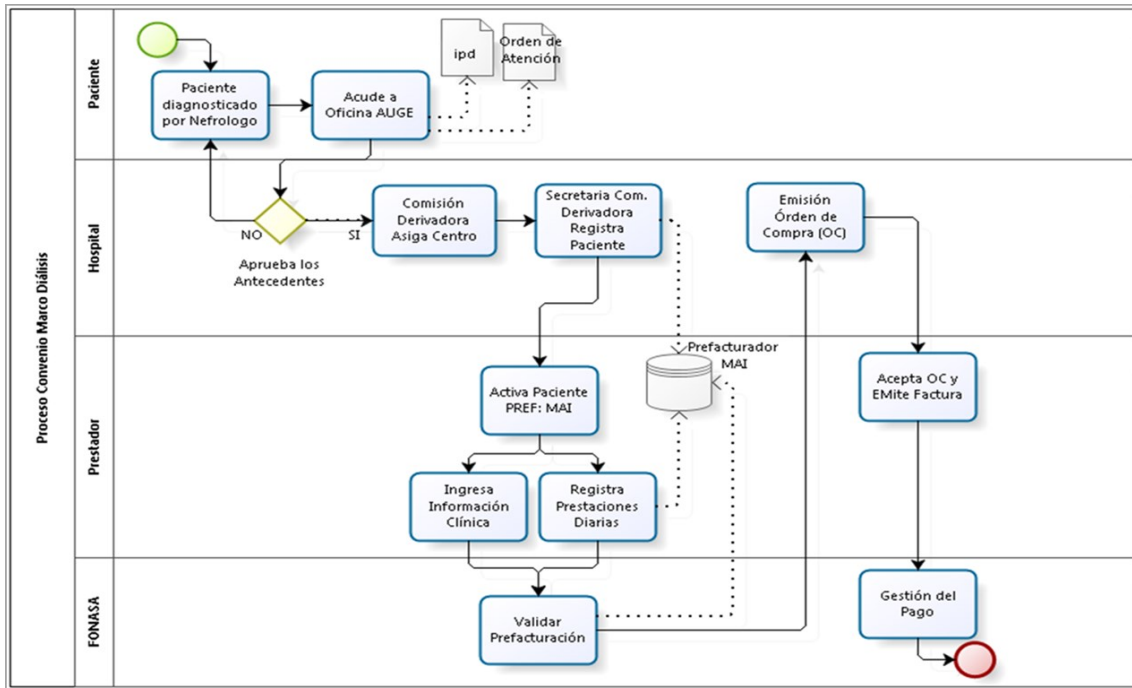 Proceso Convenio Marco Diálisis
Paciente
Paciente
diagnosticado
por Nefrologo
Acude a
Oficina AUGE
ipd
Orden de
Atención
Hospital
NO
SI
Aprueba los
Antecedentes
Comisión
Derivadora
Asiga Centro
Secretaria Com.
Derivadora
Registra
Paciente
Emisión
Órden de
Compra (OC)
Prestador
Activa Paciente
PREF: MAI
Prefacturador
MAI
Acepta OC y
EMite Factura
Ingresa
Información
Clínica
Registra
Prestaciones
Diarias
FONASA
Validar
Prefacturación
Gestión del
Pago